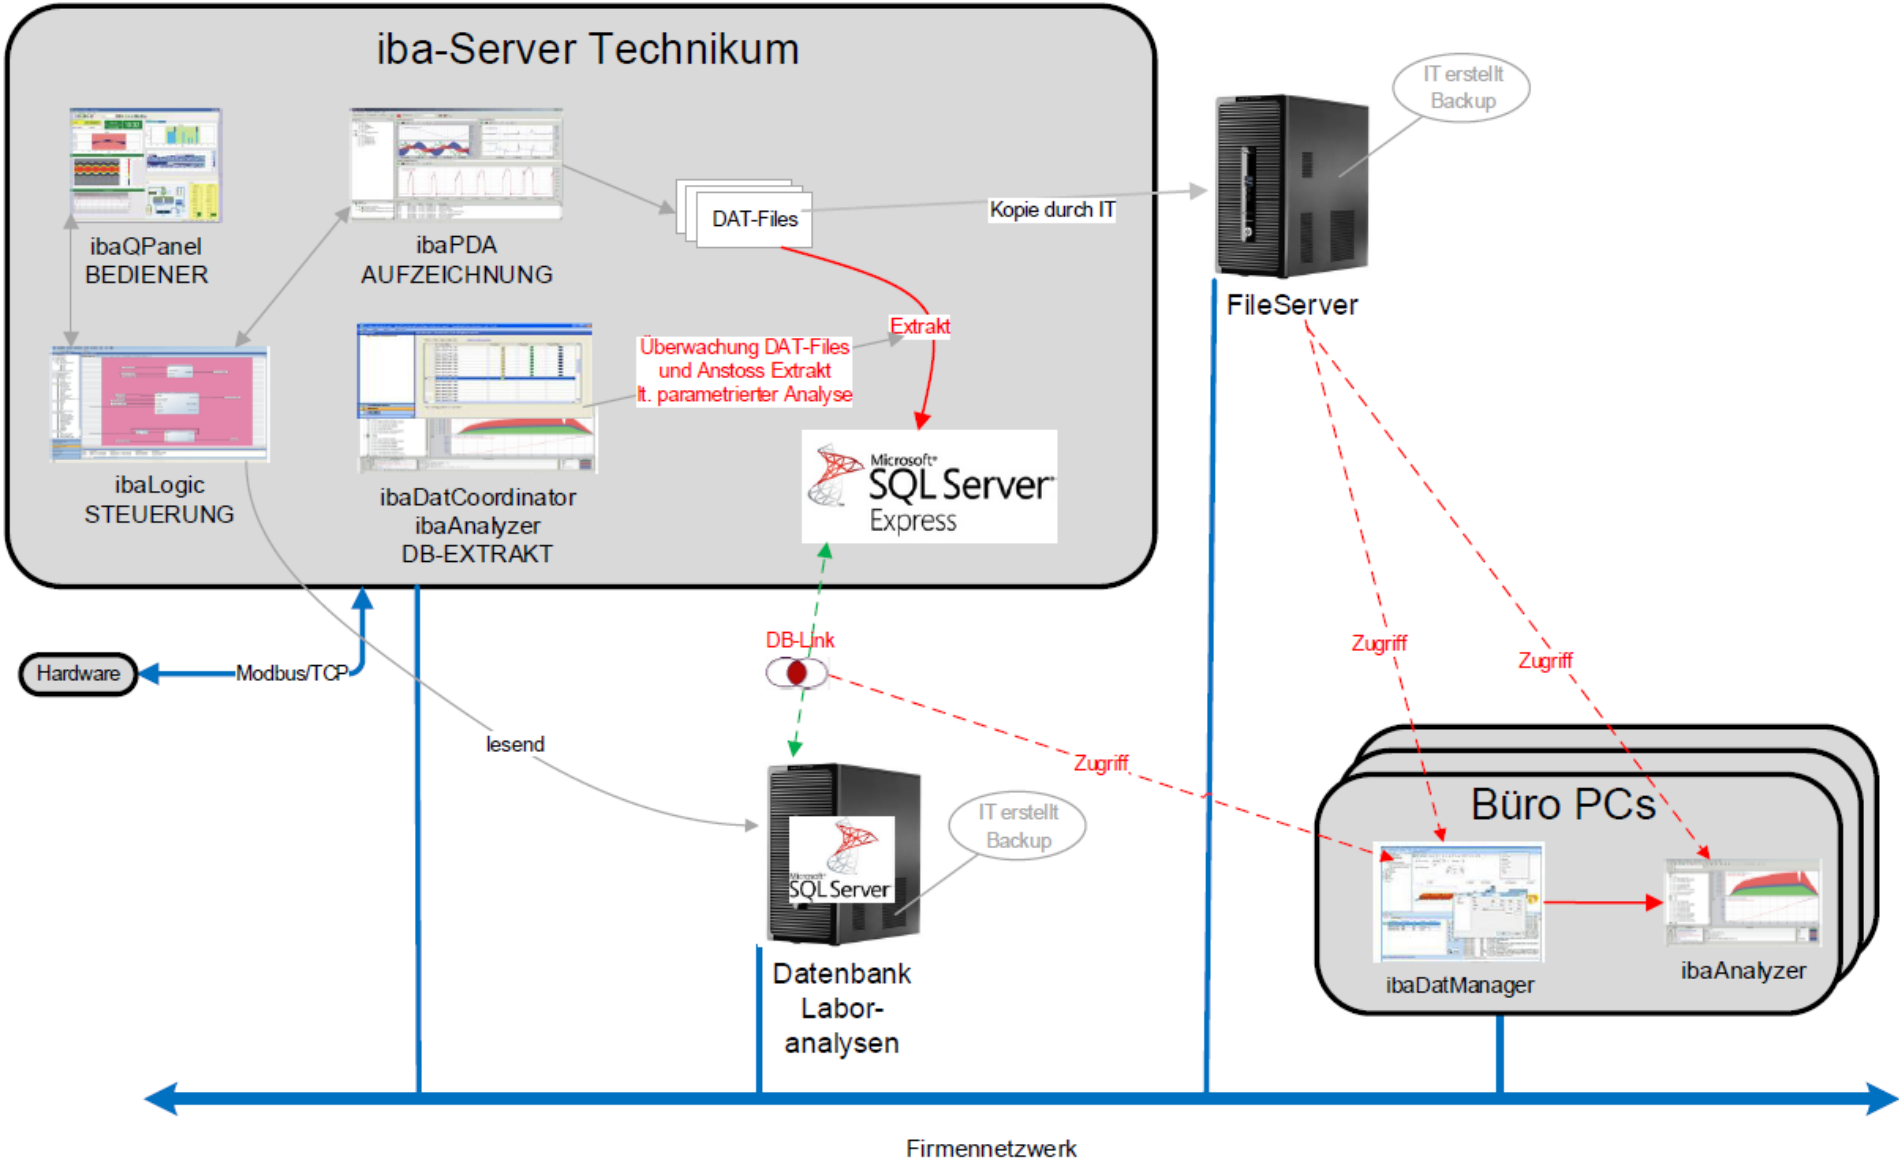 iba-Server Technikum
IT erstellt
Backup
DAT-Files
Kopie durch IT
ibaQPanel
BEDIENER
ibaPDA
AUFZEICHNUNG
FileServer
Extrakt
Überwachung DAT-Files
und Anstoss Extrakt
lt. parametrierter Analyse
Microsoft®
SQL Server®
Express
ibaLogic
STEUERUNG
ibaDatCoordinator
ibaAnalyzer
DB-EXTRAKT
DB-Link
Zugriff
Zugriff
Hardware
Modbus/TCP
lesend
Zugriff
IT erstellt
Backup
Büro PCs
Microsoft®
SQL Server
Datenbank
Labor-
analysen
ibaDatManager
ibaAnalyzer
Firmennetzwerk